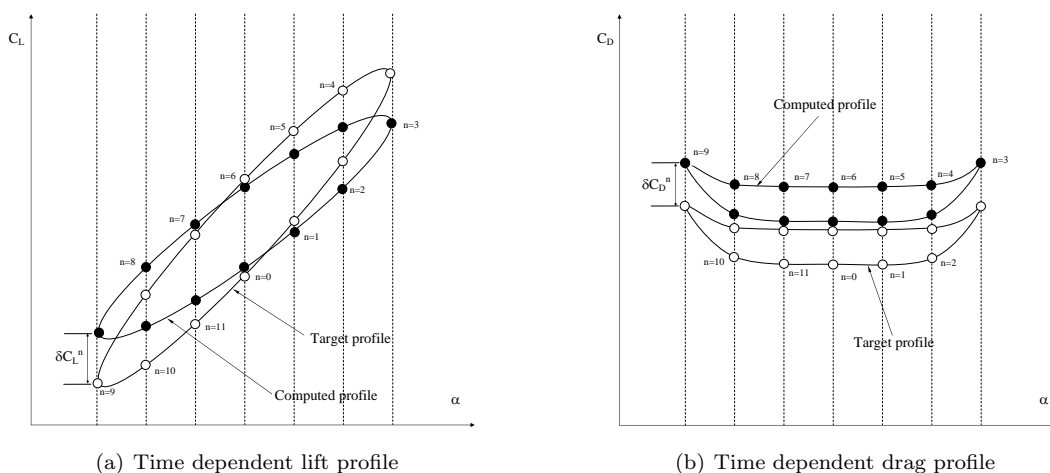 C_L
n=4
n=5
n=3
n=6
n=2
n=7
n=1
n=8
n=0
n=11
Target profile
δC_L^n
n=10
n=9
Computed profile
α
(a) Time dependent lift profile
C_D
Computed profile
n=9
n=3
n=8
n=7
n=6
n=5
n=4
δC_D^n
n=10
n=11
n=0
n=1
n=2
Target profile
α
(b) Time dependent drag profile